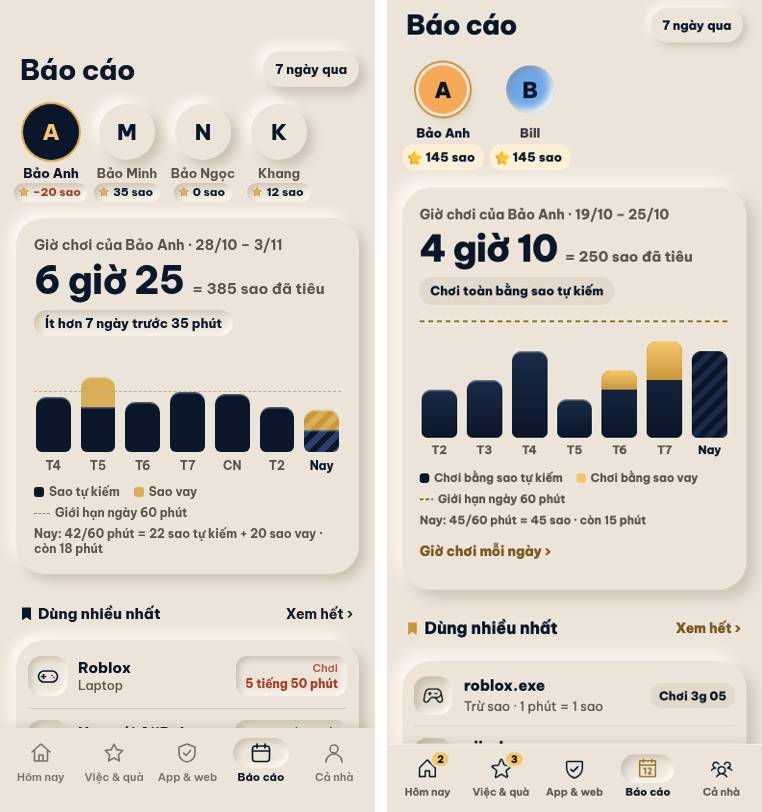 Báo cáo
7 ngày qua
A
M
N
K
Bảo Anh
Bảo Minh
Bảo Ngọc
Khang
−20 sao
35 sao
0 sao
12 sao
Giờ chơi của Bảo Anh · 28/10 – 3/11
6 giờ 25 = 385 sao đã tiêu
Ít hơn 7 ngày trước 35 phút
T4
T5
T6
T7
CN
T2
Nay
Sao tự kiếm
Sao vay
Giới hạn ngày 60 phút
Nay: 42/60 phút = 22 sao tự kiếm + 20 sao vay ·
còn 18 phút
Dùng nhiều nhất
Xem hết ›
Roblox
Laptop
Chơi
5 tiếng 50 phút
Hôm nay
Việc & quà
App & web
Báo cáo
Cả nhà
Báo cáo
7 ngày qua
A
B
Bảo Anh
Bill
145 sao
145 sao
Giờ chơi của Bảo Anh · 19/10 – 25/10
4 giờ 10 = 250 sao đã tiêu
Chơi toàn bằng sao tự kiếm
T2
T3
T4
T5
T6
T7
Nay
Chơi bằng sao tự kiếm
Chơi bằng sao vay
Giới hạn ngày 60 phút
Nay: 45/60 phút = 45 sao · còn 15 phút
Giờ chơi mỗi ngày ›
Dùng nhiều nhất
Xem hết ›
roblox.exe
Trừ sao · 1 phút = 1 sao
Chơi 3g 05
2
3
12
Hôm nay
Việc & quà
App & web
Báo cáo
Cả nhà